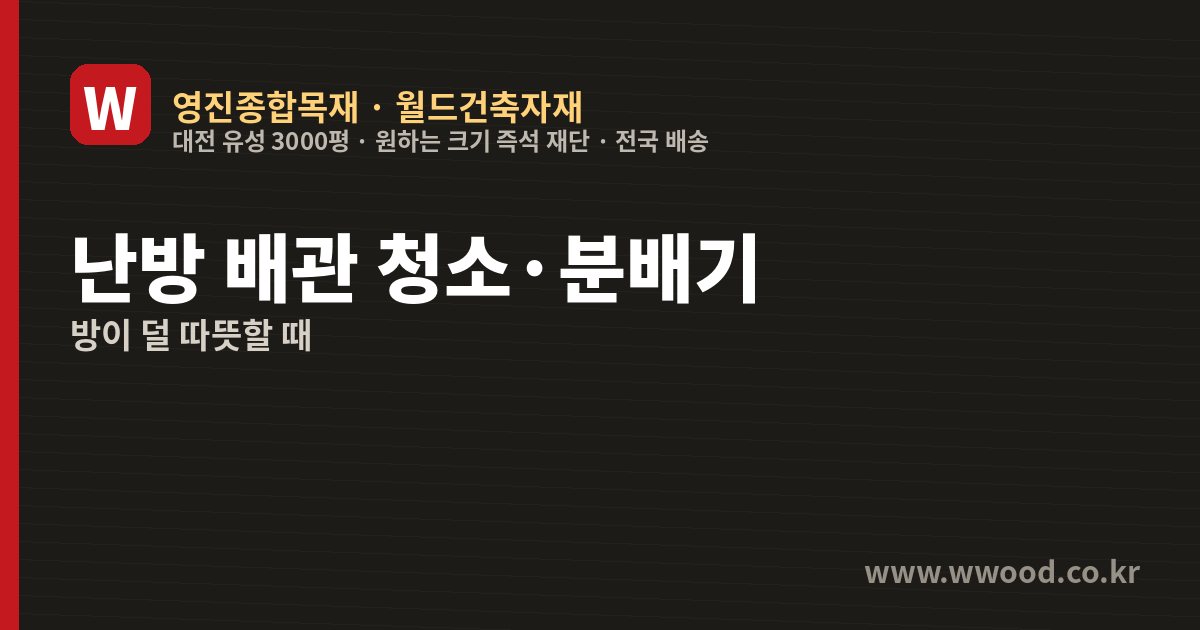 W
영진종합목재 · 월드건축자재
대전 유성 3000평 · 원하는 크기 즉석 재단 · 전국 배송
난방 배관 청소·분배기
방이 덜 따뜻할 때
www.wwood.co.kr